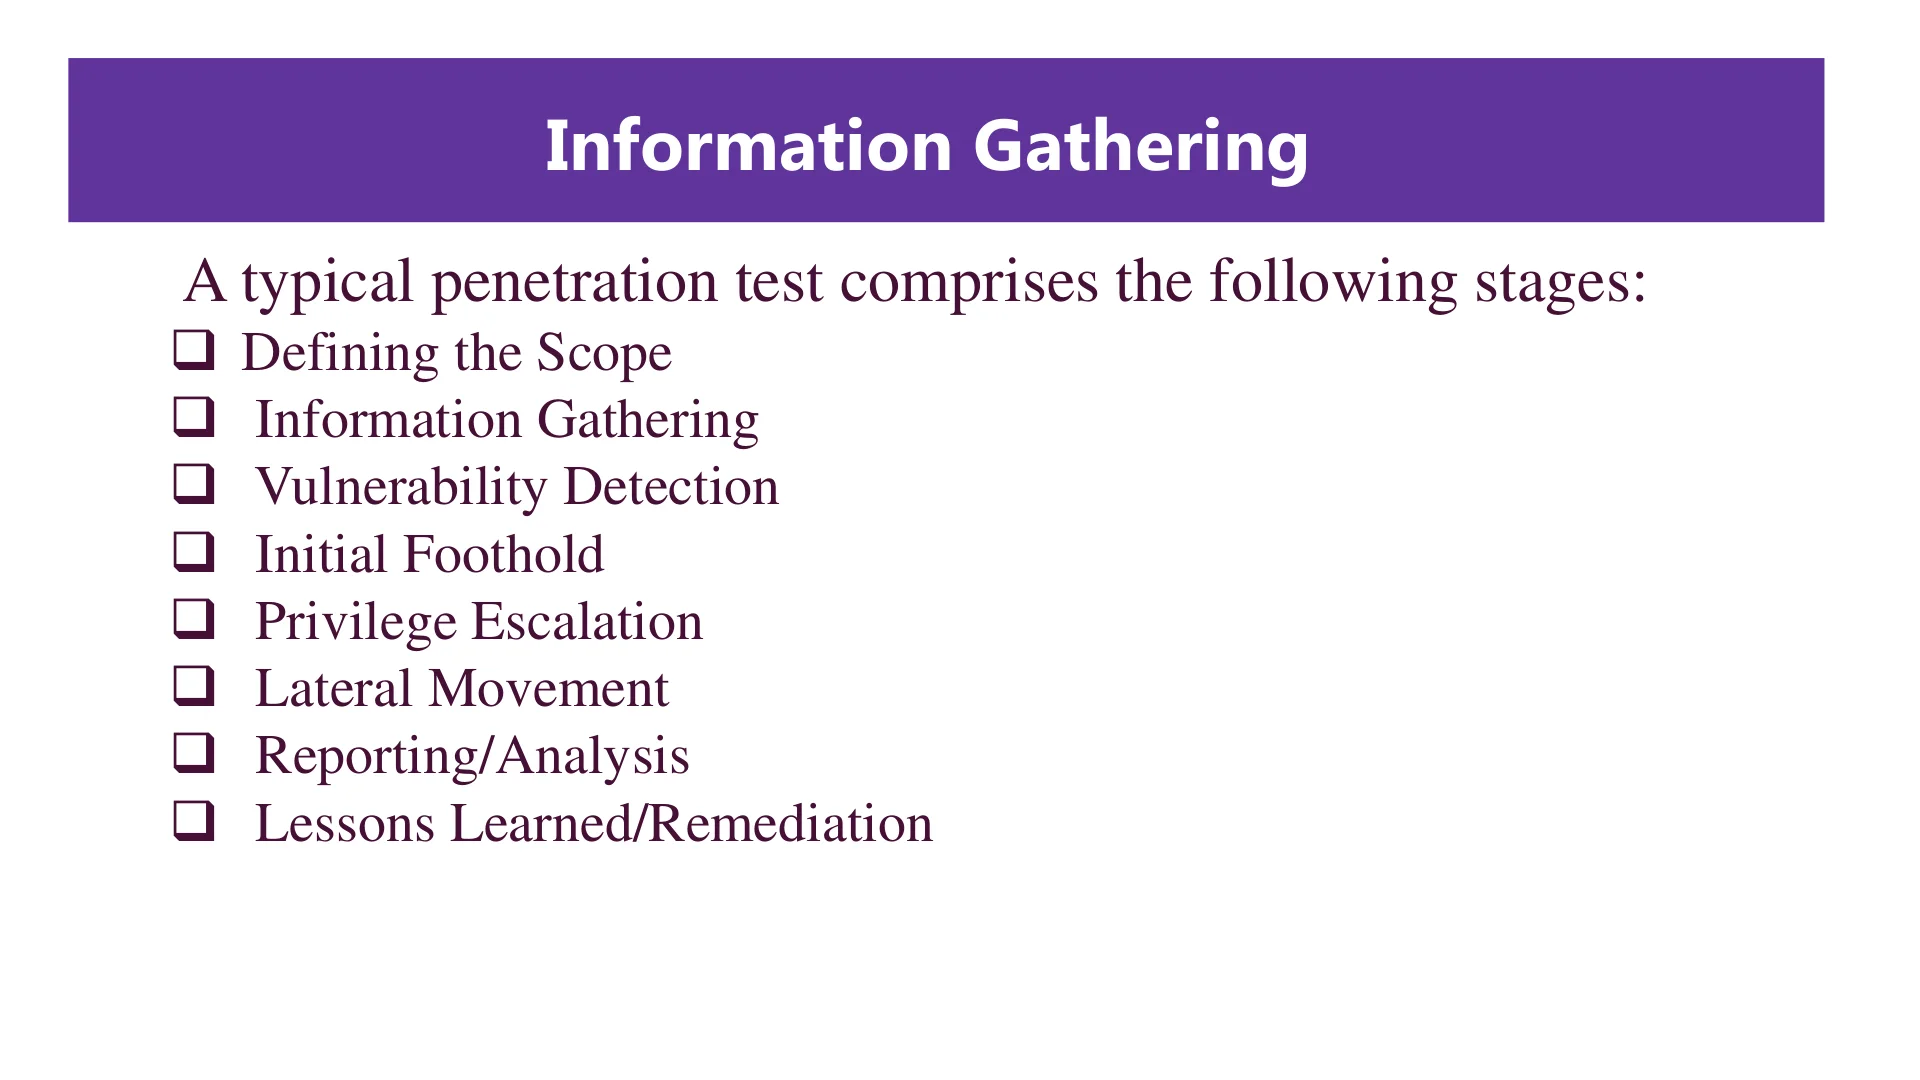 Information Gathering
A typical penetration test comprises the following stages:
❑ Defining the Scope
❑ Information Gathering
❑ Vulnerability Detection
❑ Initial Foothold
❑ Privilege Escalation
❑ Lateral Movement
❑ Reporting/Analysis
❑ Lessons Learned/Remediation